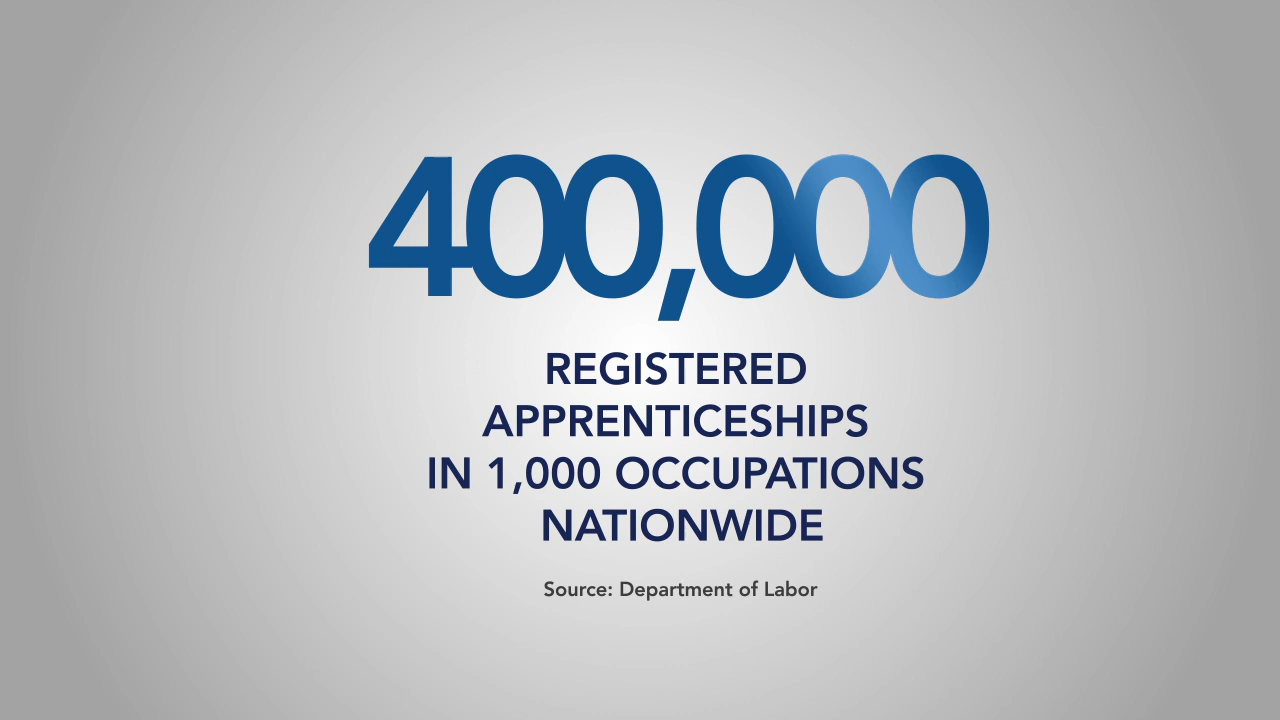 400,000
REGISTERED
APPRENTICESHIPS
IN 1,000 OCCUPATIONS
NATIONWIDE
Source: Department of Labor